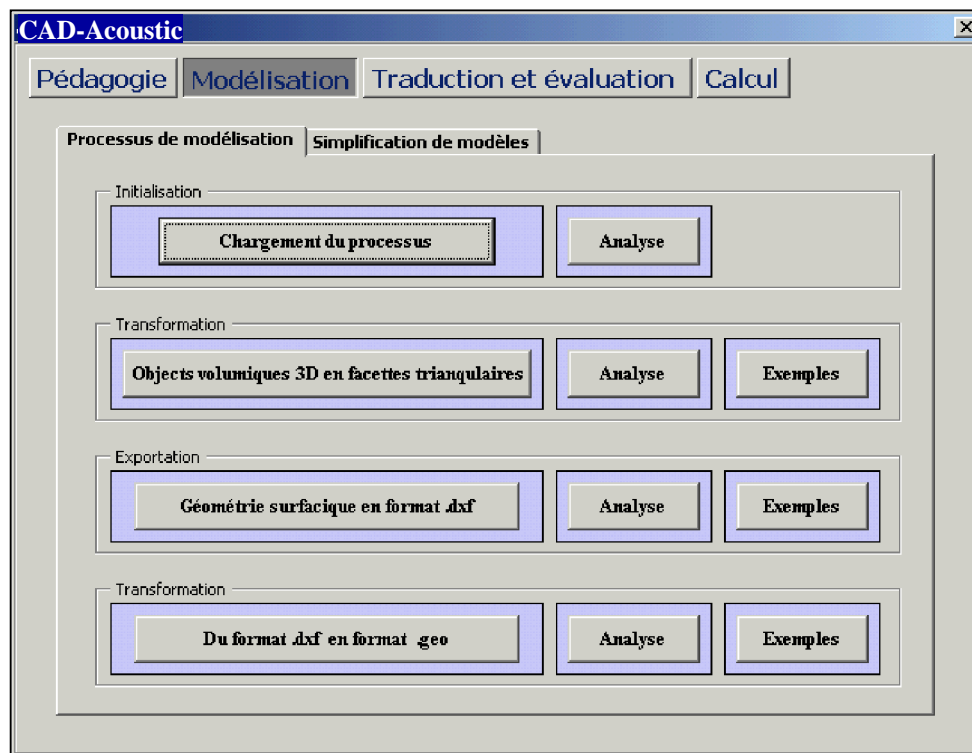 CAD-Acoustic
Pédagogie Modélisation Traduction et évaluation Calcul
Processus de modélisation Simplification de modèles
Initialisation
Chargement du processus Analyse
Transformation
Objects volumiques 3D en facettes triangulaires Analyse Exemples
Exportation
Géométrie surfacique en format .dxf Analyse Exemples
Transformation
Du format .dxf en format .geo Analyse Exemples